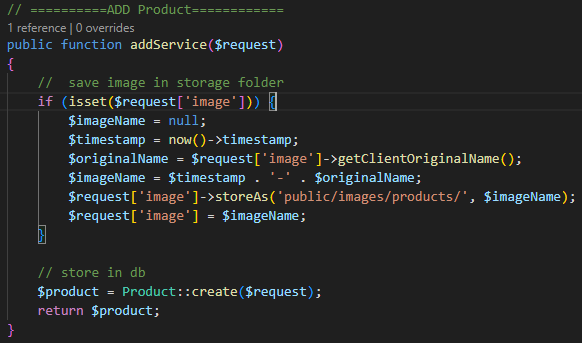 // ==========ADD Product============
1 reference | 0 overrides
public function addService($request)
{
    //  save image in storage folder
    if (isset($request['image'])) {
        $imageName = null;
        $timestamp = now()->timestamp;
        $originalName = $request['image']->getClientOriginalName();
        $imageName = $timestamp . '-' . $originalName;
        $request['image']->storeAs('public/images/products/', $imageName);
        $request['image'] = $imageName;
    }

    // store in db
    $product = Product::create($request);
    return $product;
}